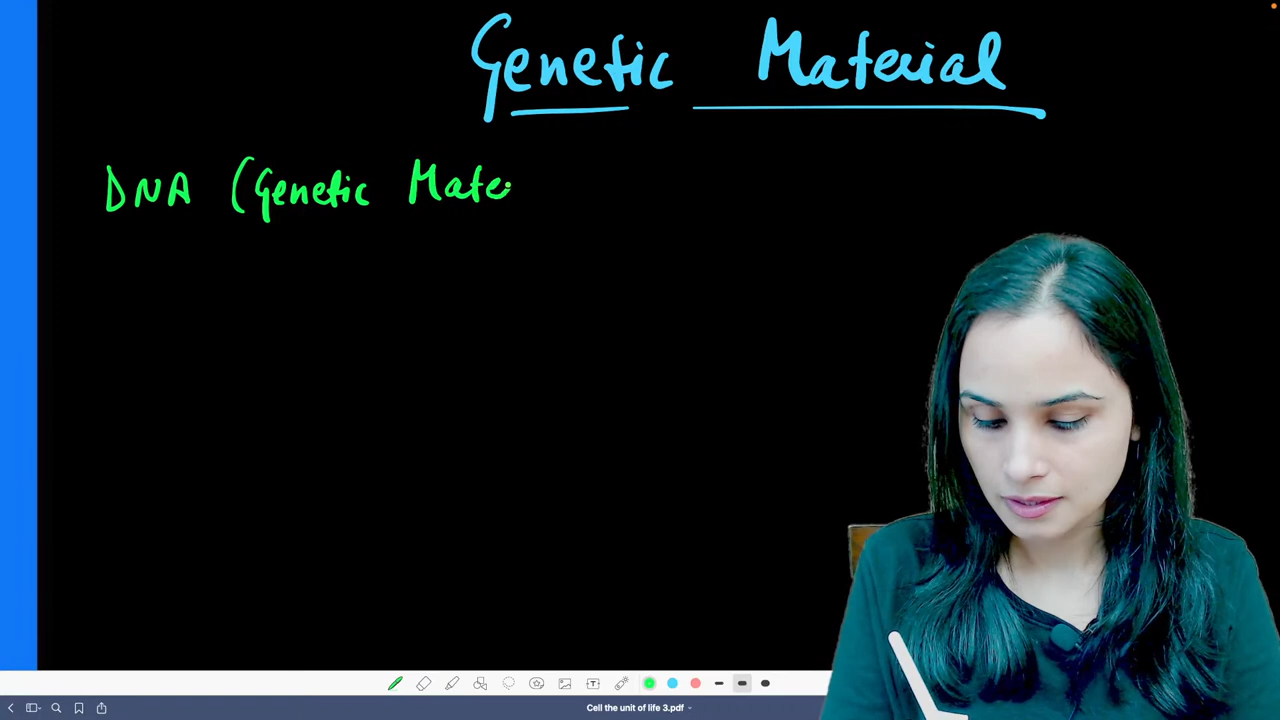 Genetic Material
DNA (Genetic Mate
Cell the unit of life 3.pdf